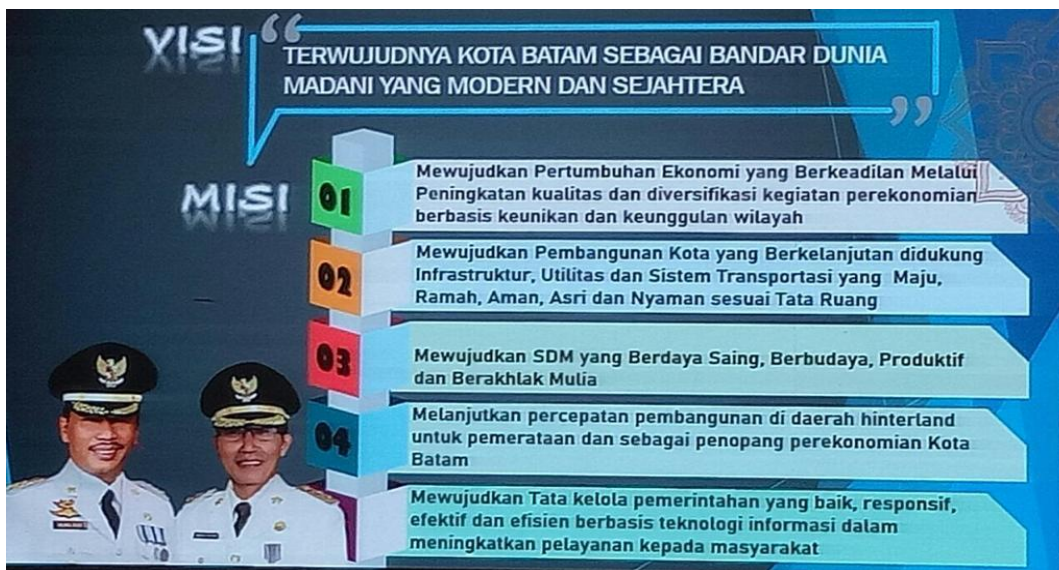 VISI
TERWUJUDNYA KOTA BATAM SEBAGAI BANDAR DUNIA
MADANI YANG MODERN DAN SEJAHTERA
MISI
01
Mewujudkan Pertumbuhan Ekonomi yang Berkeadilan Melalui
Peningkatan kualitas dan diversifikasi kegiatan perekonomian
berbasis keunikan dan keunggulan wilayah
02
Mewujudkan Pembangunan Kota yang Berkelanjutan didukung
Infrastruktur, Utilitas dan Sistem Transportasi yang Maju,
Ramah, Aman, Asri dan Nyaman sesuai Tata Ruang
03
Mewujudkan SDM yang Berdaya Saing, Berbudaya, Produktif
dan Berakhlak Mulia
04
Melanjutkan percepatan pembangunan di daerah hinterland
untuk pemerataan dan sebagai penopang perekonomian Kota
Batam
Mewujudkan Tata kelola pemerintahan yang baik, responsif,
efektif dan efisien berbasis teknologi informasi dalam
meningkatkan pelayanan kepada masyarakat